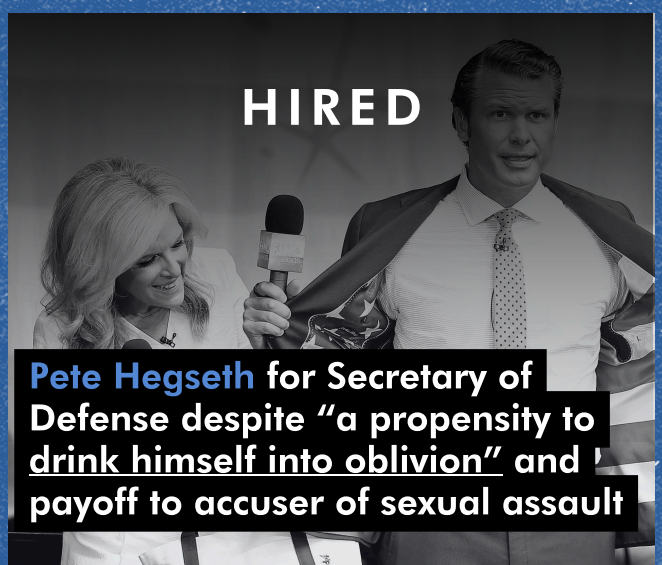 HIRED
Pete Hegseth for Secretary of
Defense despite “a propensity to
drink himself into oblivion” and
payoff to accuser of sexual assault